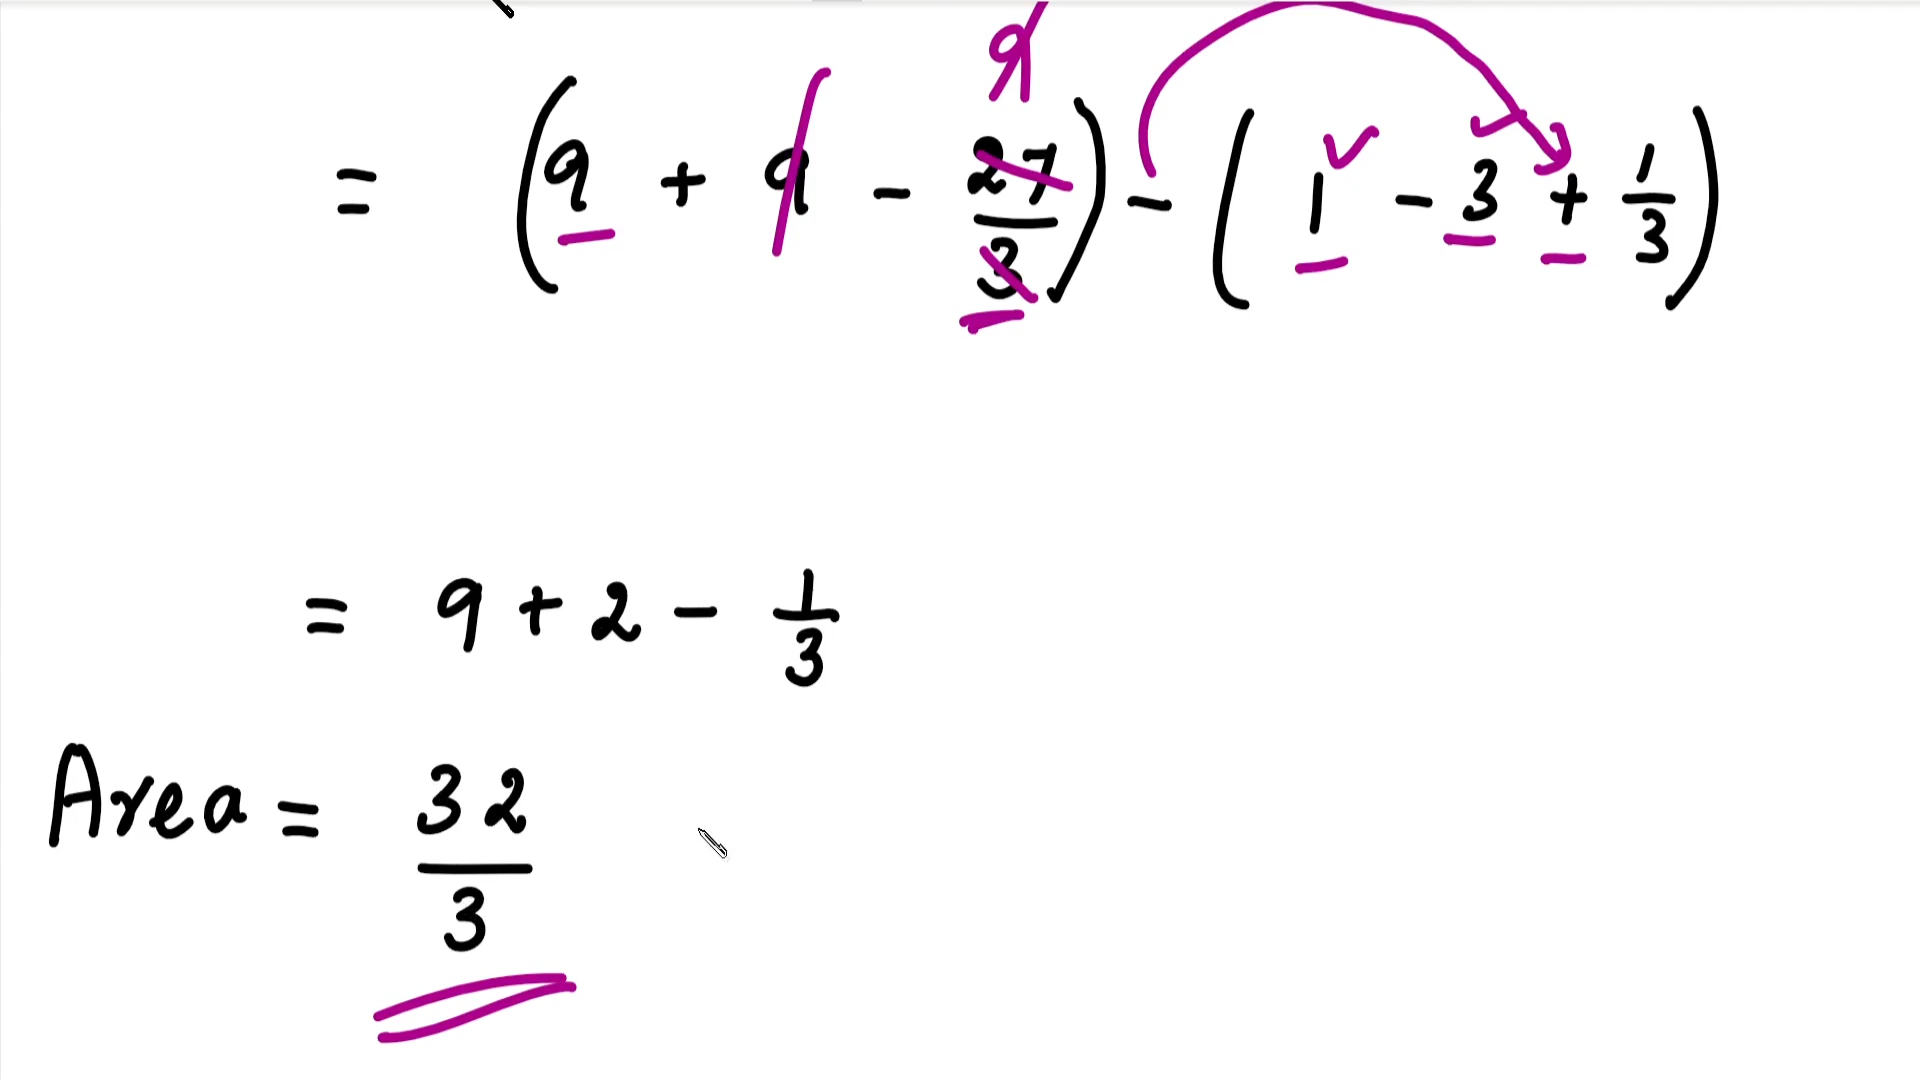 9
= (9 + 9 - 27/3) - (1 - 3 + 1/3)
= 9 + 2 - 1/3
Area = 32/3